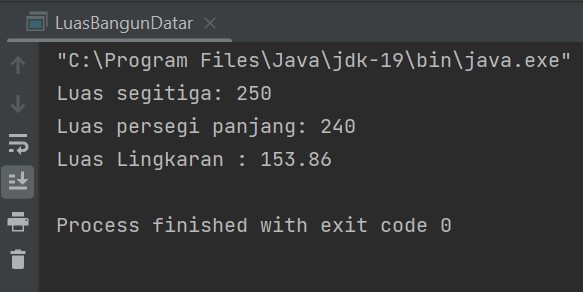 LuasBangunDatar
"C:\Program Files\Java\jdk-19\bin\java.exe"
Luas segitiga: 250
Luas persegi panjang: 240
Luas Lingkaran : 153.86
Process finished with exit code 0